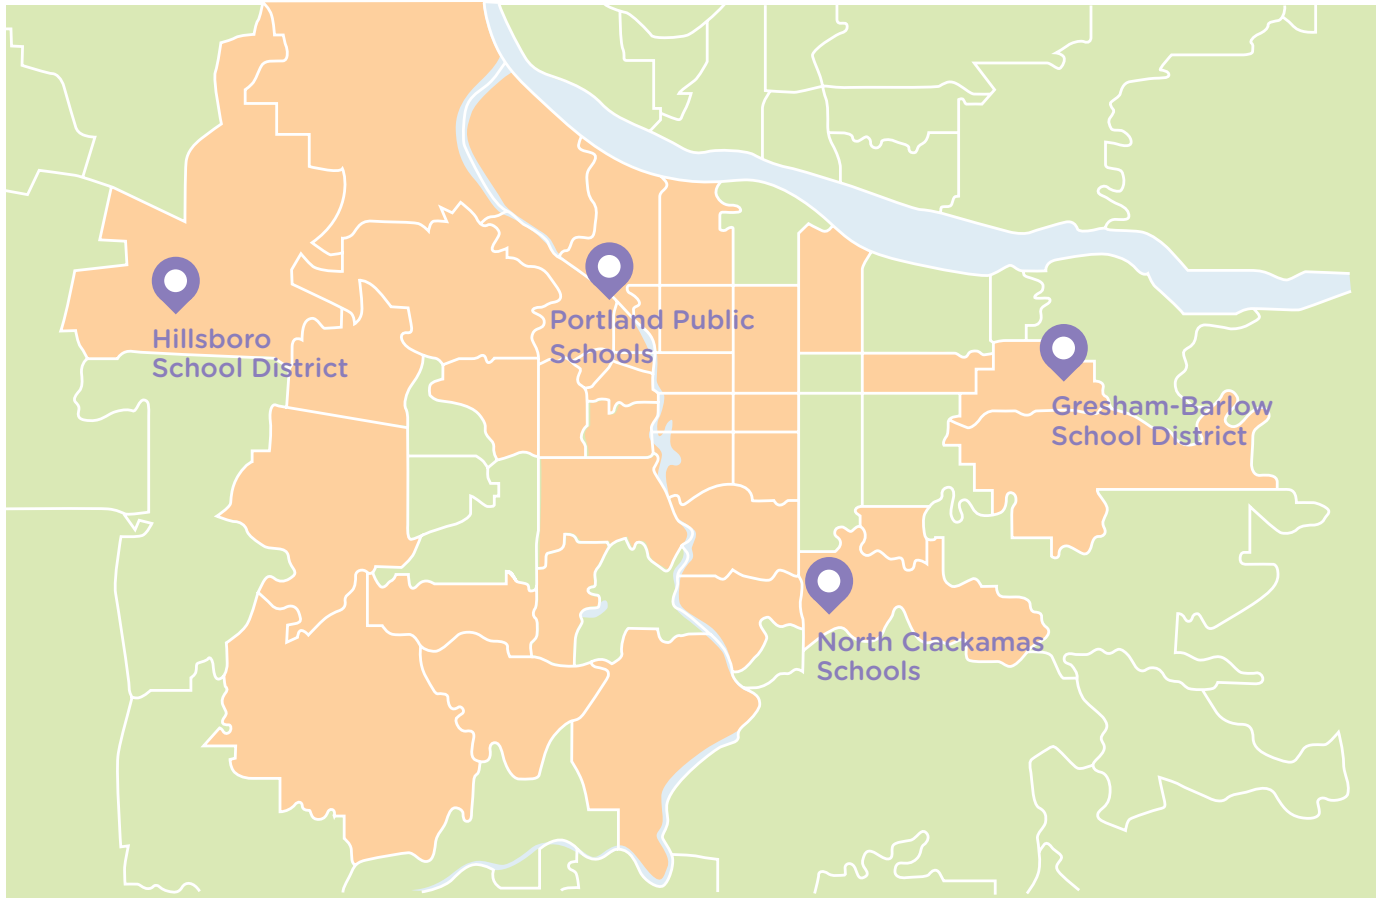 Hillsboro
School District
Portland Public
Schools
Gresham-Barlow
School District
North Clackamas
Schools